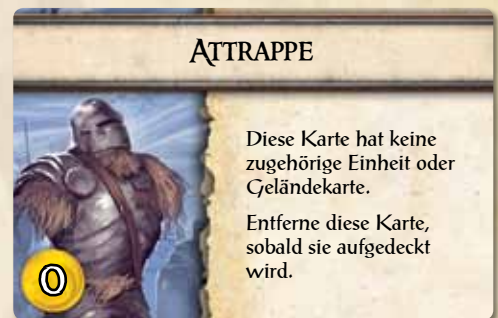 Attrappe
Diese Karte hat keine
zugehörige Einheit oder
Geländekarte.
Entferne diese Karte,
sobald sie aufgedeckt
wird.
0